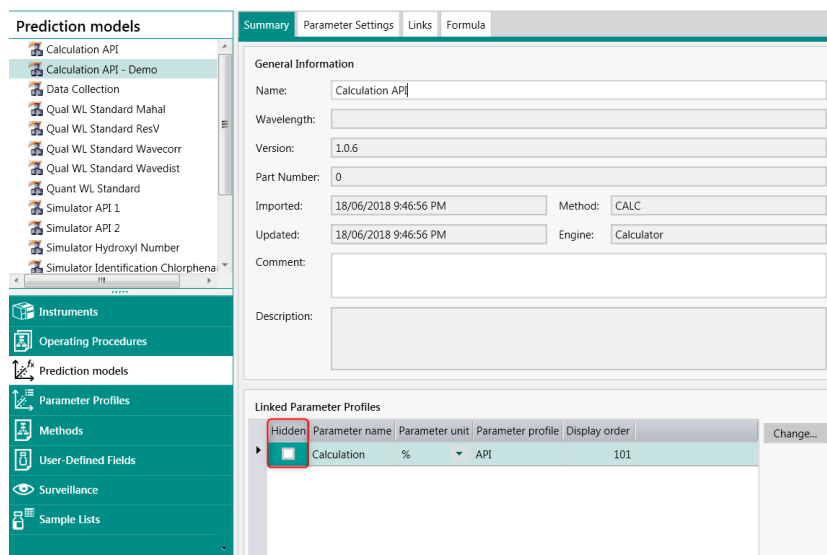 Prediction models
Calculation API
Calculation API - Demo
Data Collection
Qual WL Standard Mahal
Qual WL Standard ResV
Qual WL Standard Wavecorr
Qual WL Standard Wavedist
Quant WL Standard
Simulator API 1
Simulator API 2
Simulator Hydroxyl Number
Simulator Identification Chlorphena
Instruments
Operating Procedures
fx
Prediction models
Parameter Profiles
Methods
User-Defined Fields
Surveillance
Sample Lists
Summary Parameter Settings Links Formula
General Information
Name: Calculation API
Wavelength:
Version: 1.0.6
Part Number: 0
Imported: 18/06/2018 9:46:56 PM Method: CALC
Updated: 18/06/2018 9:46:56 PM Engine: Calculator
Comment:
Description:
Linked Parameter Profiles
Hidden Parameter name Parameter unit Parameter profile Display order
Calculation % API 101
Change...